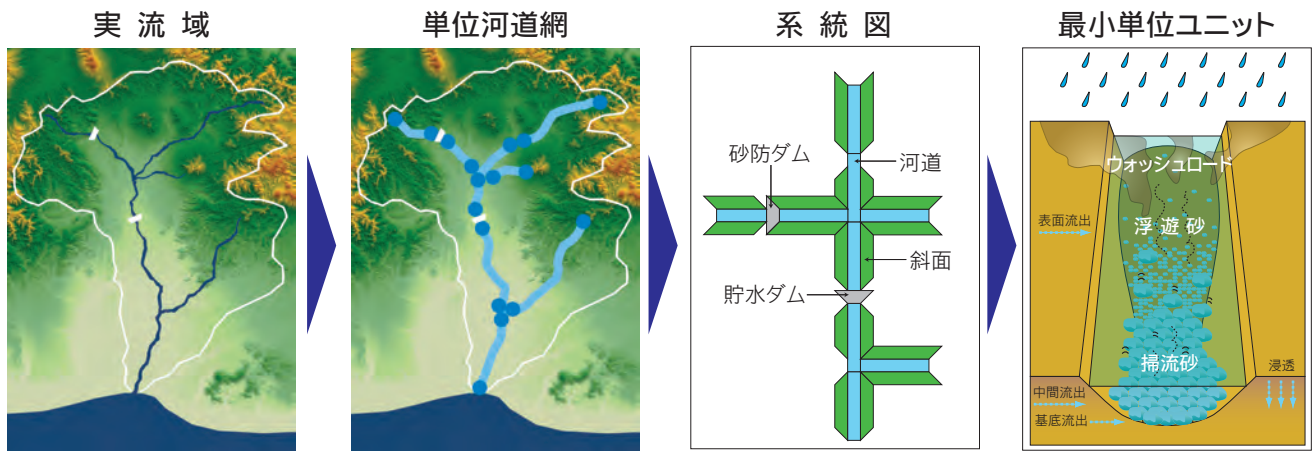 実流域
単位河道網
系統図
最小単位ユニット
砂防ダム
河道
斜面
貯水ダム
ウォッシュロード
表面流出
浮遊砂
掃流砂
浸透
中間流出
基底流出